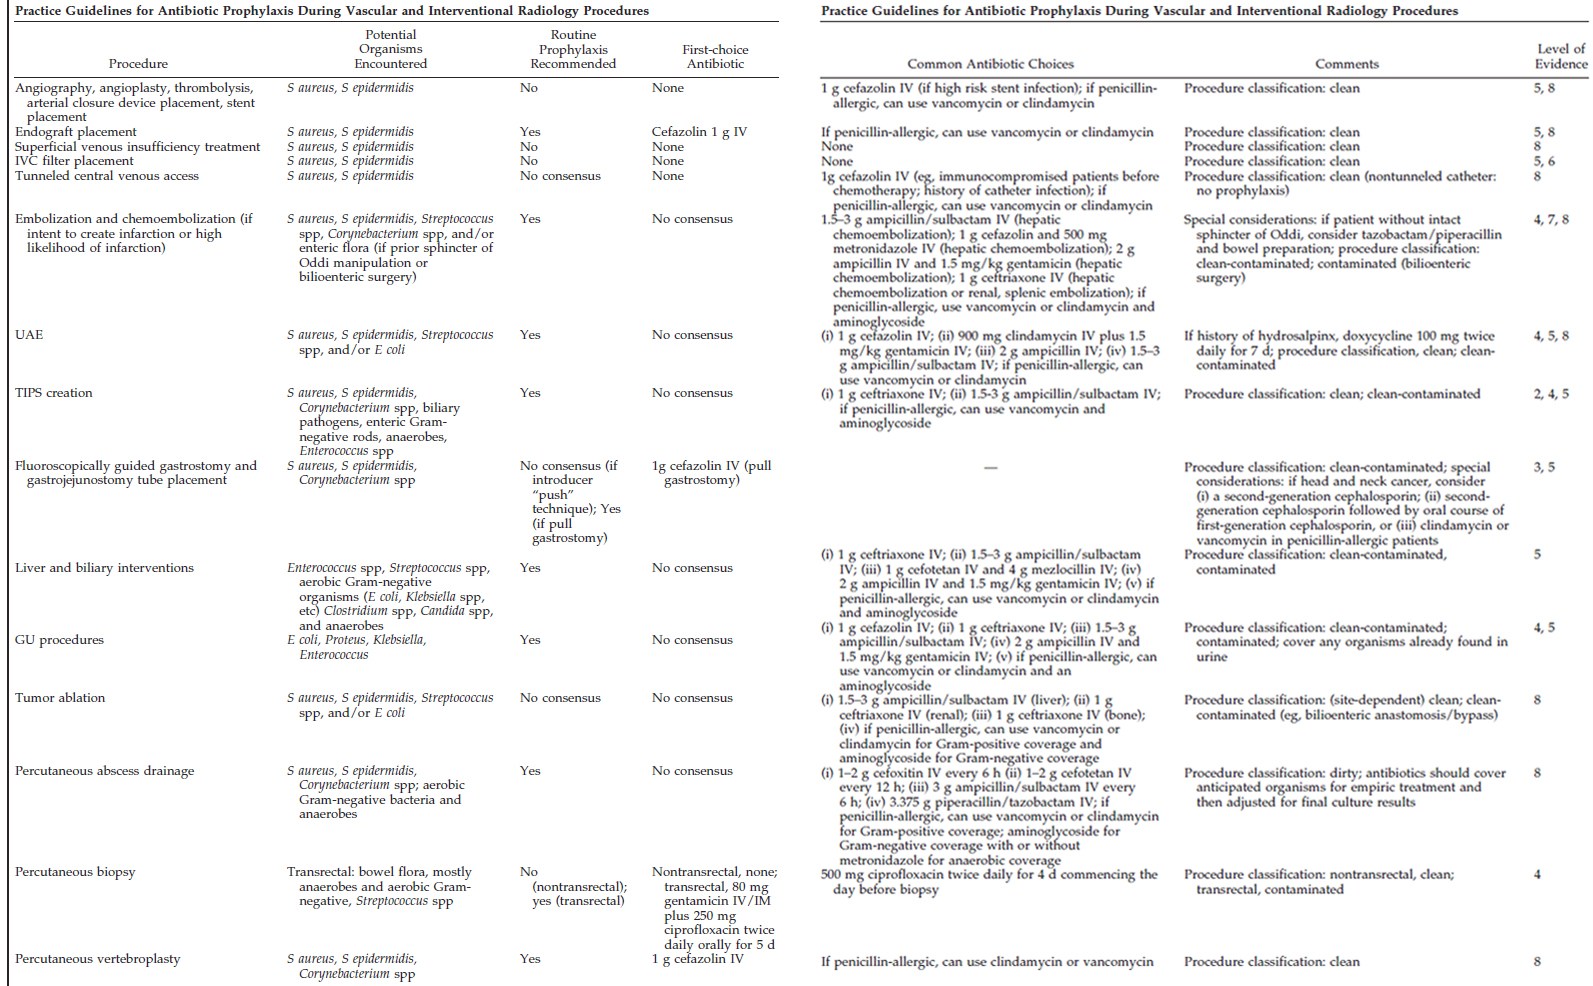 Practice Guidelines for Antibiotic Prophylaxis During Vascular and Interventional Radiology Procedures
Procedure
Potential
Organisms
Encountered
Routine
Prophylaxis
Recommended
First-choice
Antibiotic
Angiography, angioplasty, thrombolysis,
arterial closure device placement, stent
placement
S aureus, S epidermidis
No
None
Endograft placement
S aureus, S epidermidis
Yes
Cefazolin 1 g IV
Superficial venous insufficiency treatment
S aureus, S epidermidis
No
None
IVC filter placement
S aureus, S epidermidis
No
None
Tunneled central venous access
S aureus, S epidermidis
No consensus
None
Embolization and chemoembolization (if
intent to create infarction or high
likelihood of infarction)
S aureus, S epidermidis, Streptococcus
spp, Corynebacterium spp, and/or
enteric flora (if prior sphincter of
Oddi manipulation or
bilioenteric surgery)
Yes
No consensus
UAE
S aureus, S epidermidis, Streptococcus
spp, and/or E coli
Yes
No consensus
TIPS creation
S aureus, S epidermidis,
Corynebacterium spp, biliary
pathogens, enteric Gram-
negative rods, anaerobes,
Enterococcus spp
Yes
No consensus
Fluoroscopically guided gastrostomy and
gastrojejunostomy tube placement
S aureus, S epidermidis,
Corynebacterium spp
No consensus (if
introducer
“push”
technique); Yes
(if pull
gastrostomy)
1g cefazolin IV (pull
gastrostomy)
Liver and biliary interventions
Enterococcus spp, Streptococcus spp,
aerobic Gram-negative
organisms (E coli, Klebsiella spp,
etc) Clostridium spp, Candida spp,
and anaerobes
Yes
No consensus
GU procedures
E coli, Proteus, Klebsiella,
Enterococcus
Yes
No consensus
Tumor ablation
S aureus, S epidermidis, Streptococcus
spp, and/or E coli
No consensus
No consensus
Percutaneous abscess drainage
S aureus, S epidermidis,
Corynebacterium spp; aerobic
Gram-negative bacteria and
anaerobes
Yes
No consensus
Percutaneous biopsy
Transrectal: bowel flora, mostly
anaerobes and aerobic Gram-
negative, Streptococcus spp
No
(nontransrectal);
yes (transrectal)
Nontransrectal, none;
transrectal, 80 mg
gentamicin IV/IM
plus 250 mg
ciprofloxacin twice
daily orally for 5 d
Percutaneous vertebroplasty
S aureus, S epidermidis,
Corynebacterium spp
Yes
1 g cefazolin IV
Practice Guidelines for Antibiotic Prophylaxis During Vascular and Interventional Radiology Procedures
Common Antibiotic Choices
Comments
Level of
Evidence
1 g cefazolin IV (if high risk stent infection); if penicillin-
allergic, can use vancomycin or clindamycin
Procedure classification: clean
5, 8
If penicillin-allergic, can use vancomycin or clindamycin
Procedure classification: clean
5, 8
None
Procedure classification: clean
8
None
Procedure classification: clean
5, 6
1g cefazolin IV (eg, immunocompromised patients before
chemotherapy; history of catheter infection); if
penicillin-allergic, can use vancomycin or clindamycin
Procedure classification: clean (nontunneled catheter:
no prophylaxis)
8
1.5–3 g ampicillin/sulbactam IV (hepatic
chemoembolization); 1 g cefazolin and 500 mg
metronidazole IV (hepatic chemoembolization); 2 g
ampicillin IV and 1.5 mg/kg gentamicin (hepatic
chemoembolization); 1 g ceftriaxone IV (hepatic
chemoembolization or renal, splenic embolization); if
penicillin-allergic, use vancomycin or clindamycin and
aminoglycoside
Special considerations: if patient without intact
sphincter of Oddi, consider tazobactam/piperacillin
and bowel preparation; procedure classification:
clean-contaminated; contaminated (bilioenteric
surgery)
4, 7, 8
(i) 1 g cefazolin IV; (ii) 900 mg clindamycin IV plus 1.5
mg/kg gentamicin IV; (iii) 2 g ampicillin IV; (iv) 1.5–3
g ampicillin/sulbactam IV; if penicillin-allergic, can
use vancomycin or clindamycin
If history of hydrosalpinx, doxycycline 100 mg twice
daily for 7 d; procedure classification, clean; clean-
contaminated
4, 5, 8
(i) 1 g ceftriaxone IV; (ii) 1.5-3 g ampicillin/sulbactam IV;
if penicillin-allergic, can use vancomycin and
aminoglycoside
Procedure classification: clean; clean-contaminated
2, 4, 5
—
Procedure classification: clean-contaminated; special
considerations: if head and neck cancer, consider
(i) a second-generation cephalosporin; (ii) second-
generation cephalosporin followed by oral course of
first-generation cephalosporin, or (iii) clindamycin or
vancomycin in penicillin-allergic patients
3, 5
(i) 1 g ceftriaxone IV; (ii) 1.5–3 g ampicillin/sulbactam
IV; (iii) 1 g cefotetan IV and 4 g mezlocillin IV; (iv)
2 g ampicillin IV and 1.5 mg/kg gentamicin IV; (v) if
penicillin-allergic, can use vancomycin or clindamycin
and aminoglycoside
Procedure classification: clean-contaminated,
contaminated
5
(i) 1 g cefazolin IV; (ii) 1 g ceftriaxone IV; (iii) 1.5–3 g
ampicillin/sulbactam IV; (iv) 2 g ampicillin IV and
1.5 mg/kg gentamicin IV; (v) if penicillin-allergic, can
use vancomycin or clindamycin and an
aminoglycoside
Procedure classification: clean-contaminated;
contaminated; cover any organisms already found in
urine
4, 5
(i) 1.5–3 g ampicillin/sulbactam IV (liver); (ii) 1 g
ceftriaxone IV (renal); (iii) 1 g ceftriaxone IV (bone);
(iv) if penicillin-allergic, can use vancomycin or
clindamycin for Gram-positive coverage and
aminoglycoside for Gram-negative coverage
Procedure classification: (site-dependent) clean; clean-
contaminated (eg, bilioenteric anastomosis/bypass)
8
(i) 1–2 g cefoxitin IV every 6 h (ii) 1–2 g cefotetan IV
every 12 h; (iii) 3 g ampicillin/sulbactam IV every
6 h; (iv) 3.375 g piperacillin/tazobactam IV; if
penicillin-allergic, can use vancomycin or clindamycin
for Gram-positive coverage; aminoglycoside for
Gram-negative coverage with or without
metronidazole for anaerobic coverage
Procedure classification: dirty; antibiotics should cover
anticipated organisms for empiric treatment and
then adjusted for final culture results
8
500 mg ciprofloxacin twice daily for 4 d commencing the
day before biopsy
Procedure classification: nontransrectal, clean;
transrectal, contaminated
4
If penicillin-allergic, can use clindamycin or vancomycin
Procedure classification: clean
8